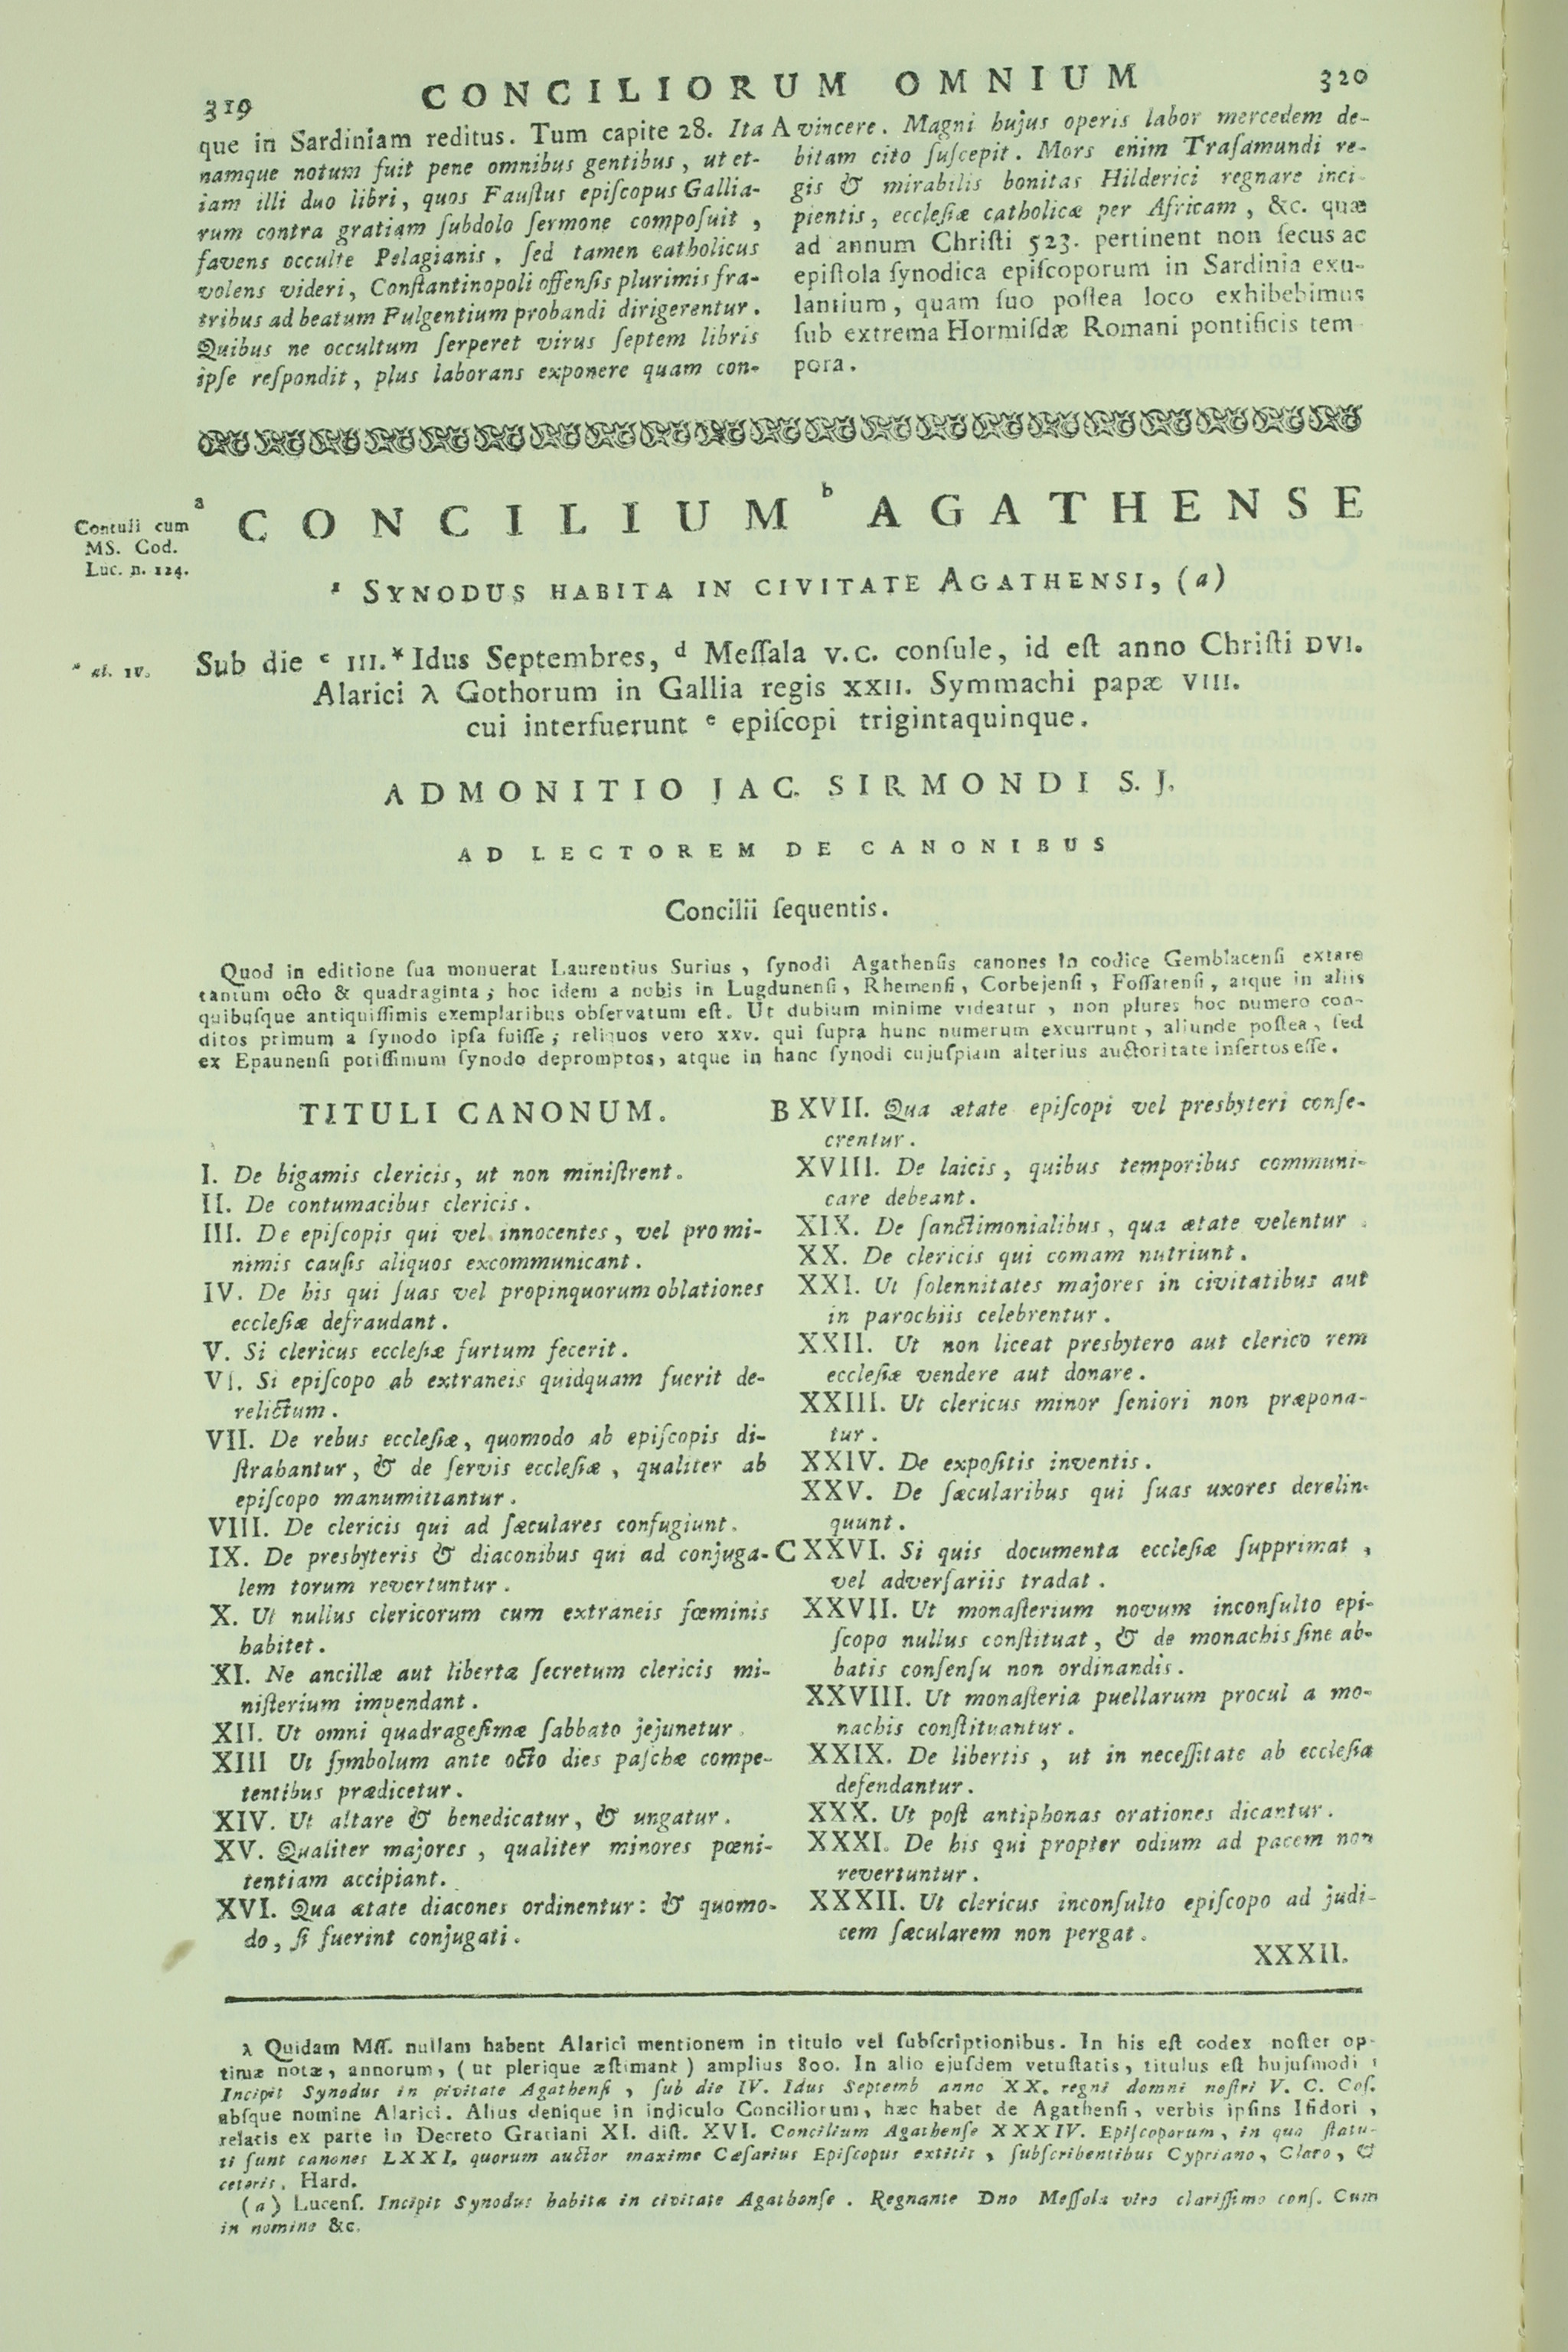 319
CONCILIORUM OMNIUM
320
que in Sardiniam reditus. Tum capite 28. Ita
namque notum fuit pene omnibus gentibus, ut et-
iam illi duo libri, quos Fauſtus epiſcopus Gallia-
rum contra gratiam ſubdolo ſermone compoſuit,
favens occulte Pelagianis, ſed tamen catholicus
volens videri, Conſtantinopoli offenſis plurimis fra-
tribus ad beatum Fulgentium probandi dirigerentur.
Quibus ne occultum ſerperet virus ſeptem libris
ipſe reſpondit, plus laborans exponere quam con-
A vincere. Magni hujus operis labor mercedem de-
bitam cito ſuſcepit. Mors enim Traſamundi re-
gis & mirabilis bonitas Hilderici regnare inci-
pientis, eccleſiæ catholicæ per Africam, &c. quæ
ad annum Chriſti 523. pertinent non ſecus ac
epiſtola ſynodica epiſcoporum in Sardinia exu-
lantium, quam ſuo poſtea loco exhibebimus
ſub extrema Hormiſdæ Romani pontificis tem
pora.
Contuli cum
MS. Cod.
Luc. n. 124.
a CONCILIUM b AGATHENSE
SYNODUS HABITA IN CIVITATE AGATHENSI, (a)
* al. IV.
Sub die c III.* Idus Septembres, d Meſſala V.C. conſule, id eſt anno Chriſti DVI.
Alarici λ Gothorum in Gallia regis XXII. Symmachi papæ VIII.
cui interfuerunt e epiſcopi trigintaquinque.
ADMONITIO JAC. SIRMONDI S. J.
AD LECTOREM DE CANONIBUS
Concilii ſequentis.
Quod in editione ſua monuerat Laurentius Surius, ſynodi Agathenſis canones in codice Gemblacenſi extare
tantum octo & quadraginta; hoc idem a nobis in Lugdunenſi, Rhemenſi, Corbejenſi, Foſſatenſi, atque in aliis
quibuſque antiquiſſimis exemplaribus obſervatum eſt. Ut dubium minime videatur, non plures hoc numero con-
ditos primum a ſynodo ipſa fuiſſe; reliquos vero XXV. qui ſupra hunc numerum excurrunt, aliunde poſtea, ſed
ex Epaunenſi potiſſimum ſynodo depromptos, atque in hanc ſynodi cujuſpiam alterius auctoritate inſertos eſſe.
TITULI CANONUM.
I. De bigamis clericis, ut non miniſtrent.
II. De contumacibus clericis.
III. De epiſcopis qui vel innocentes, vel pro mi-
nimis cauſis aliquos excommunicant.
IV. De his qui ſuas vel propinquorum oblationes
eccleſiæ defraudant.
V. Si clericus eccleſiæ furtum fecerit.
VI. Si epiſcopo ab extraneis quidquam fuerit de-
relictum.
VII. De rebus eccleſiæ, quomodo ab epiſcopis di-
ſtrahantur, & de ſervis eccleſiæ, qualiter ab
epiſcopo manumittantur.
VIII. De clericis qui ad ſæculares confugiunt.
IX. De presbyteris & diaconibus qui ad conjuga-
lem torum revertuntur.
X. Ut nullus clericorum cum extraneis fœminis
habitet.
XI. Ne ancillæ aut libertæ ſecretum clericis mi-
niſterium impendant.
XII. Ut omni quadrageſimæ ſabbato jejunetur.
XIII Ut ſymbolum ante octo dies paſchæ compe-
tentibus prædicetur.
XIV. Ut altare & benedicatur, & ungatur.
XV. Qualiter majores, qualiter minores pœni-
tentiam accipiant.
XVI. Qua ætate diacones ordinentur: & quomo-
do, ſi fuerint conjugati.
B XVII. Qua ætate epiſcopi vel presbyteri conſe-
crentur.
XVIII. De laicis, quibus temporibus communi-
care debeant.
XIX. De ſanctimonialibus, qua ætate velentur.
XX. De clericis qui comam nutriunt.
XXI. Ut ſolennitates majores in civitatibus aut
in parochiis celebrentur.
XXII. Ut non liceat presbytero aut clerico rem
eccleſiæ vendere aut donare.
XXIII. Ut clericus minor ſeniori non præpona-
tur.
XXIV. De expoſitis inventis.
XXV. De ſæcularibus qui ſuas uxores derelin-
quunt.
C XXVI. Si quis documenta eccleſiæ ſupprimat,
vel adverſariis tradat.
XXVII. Ut monaſterium novum inconſulto epi-
ſcopo nullus conſtituat, & de monachis ſine ab-
batis conſenſu non ordinandis.
XXVIII. Ut monaſteria puellarum procul a mo-
nachis conſtituantur.
XXIX. De libertis, ut in neceſſitate ab eccleſia
defendantur.
XXX. Ut poſt antiphonas orationes dicantur.
XXXI. De his qui propter odium ad pacem non
revertuntur.
XXXII. Ut clericus inconſulto epiſcopo ad judi-
cem ſæcularem non pergat.
XXXII.
λ Quidam Mſſ. nullam habent Alarici mentionem in titulo vel ſubſcriptionibus. In his eſt codex noſter op-
timæ notæ, annorum, (ut plerique æſtimant) amplius 800. In alio ejuſdem vetuſtatis, titulus eſt hujuſmodi:
Incipit Synodus in civitate Agathenſi, ſub die IV. Idus Septemb anno XX. regni domni noſtri V. C. Coſ.
abſque nomine Alarici. Alius denique in indiculo Conciliorum, hæc habet de Agathenſi, verbis ipſius Iſidori,
relatis ex parte in Decreto Gratiani XI. diſt. XVI. Concilium Agathenſe XXXIV. Epiſcoporum, in quo ſtatu-
ti ſunt canones LXXI. quorum auctor maxime Cæſarius Epiſcopus extitit, ſubſcribentibus Cypriano, Claro, &
ceteris. Hard.
(a) Lucenſ. Incipit Synodus habita in civitate Agathonſe. Regnante Dno Meſſola viro clariſſimo conſ. Cum
in nomine &c.